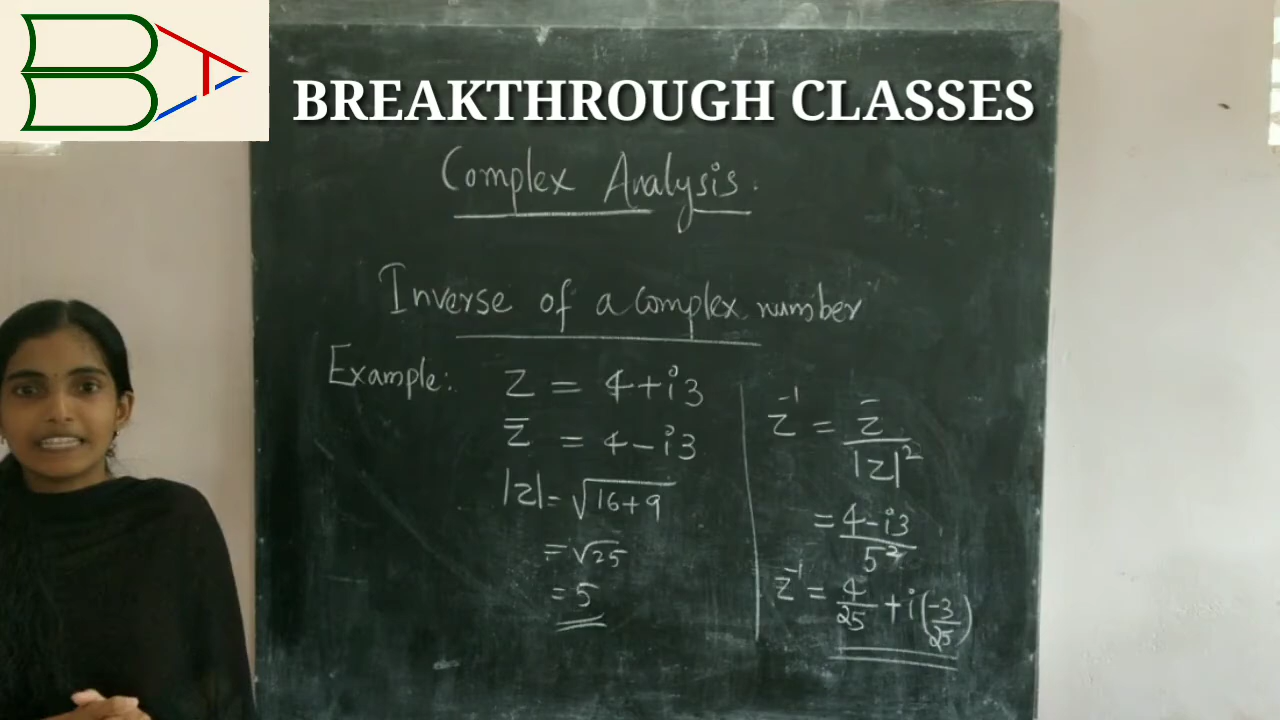 BREAKTHROUGH CLASSES
Complex Analysis.
Inverse of a complex number
Example: z = 4+i3
z̄ = 4-i3
|z| = √16+9
= √25
= 5
z⁻¹ = z̄/|z|²
= 4-i3/5²
z⁻¹ = 4/25 + i(-3/25)